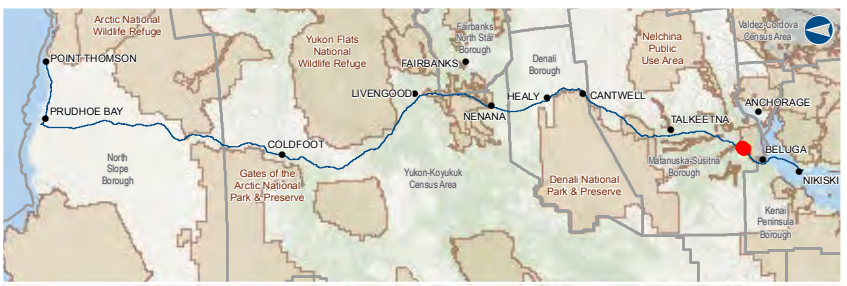 Arctic National
Wildlife Refuge
POINT THOMSON
PRUDHOE BAY
North
Slope
Borough
COLDFOOT
Gates of the
Arctic National
Park & Preserve
Yukon Flats
National
Wildlife Refuge
LIVENGOOD
FAIRBANKS
Fairbanks
North Star
Borough
NENANA
Yukon-Koyukuk
Census Area
Denali
Borough
HEALY
CANTWELL
Denali National
Park & Preserve
Nelchina
Public
Use Area
TALKEETNA
Matanuska-Susitna
Borough
Valdez-Cordova
Census Area
ANCHORAGE
BELUGA
NIKISKI
Kenai
Peninsula
Borough